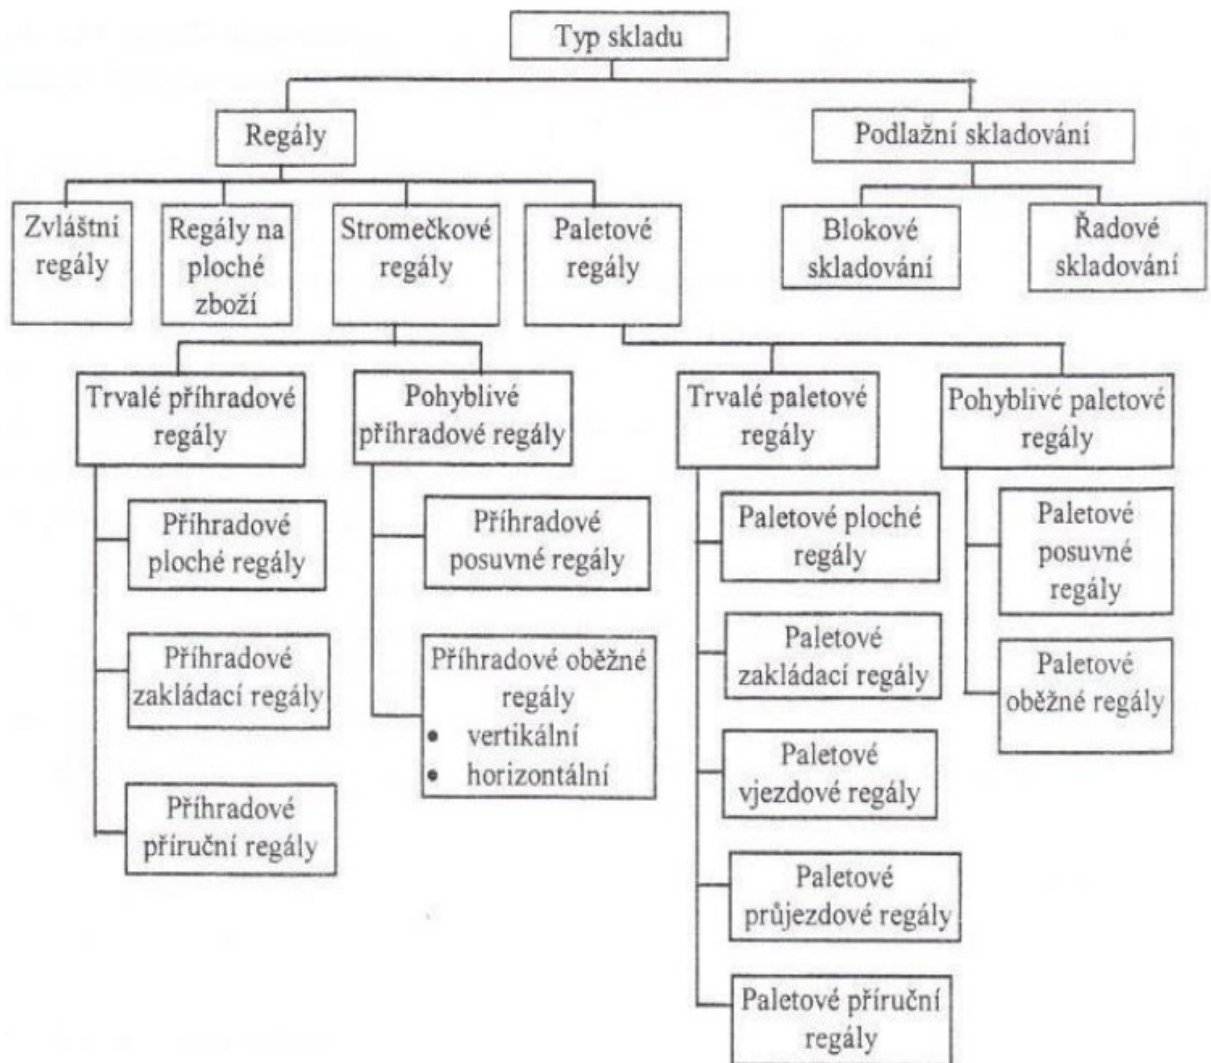 Typ skladu
Regály
Podlažní skladování
Zvláštní
regály
Regály na
ploché
zboží
Stromečkové
regály
Paletové
regály
Blokové
skladování
Řadové
skladování
Trvalé příhradové
regály
Pohyblivé
příhradové regály
Trvalé paletové
regály
Pohyblivé paletové
regály
Příhradové
ploché regály
Příhradové
zakládací regály
Příhradové
příruční regály
Příhradové
posuvné regály
Příhradové oběžné
regály
• vertikální
• horizontální
Paletové ploché
regály
Paletové
zakládací regály
Paletové
vjezdové regály
Paletové
průjezdové regály
Paletové příruční
regály
Paletové
posuvné
regály
Paletové
oběžné regály